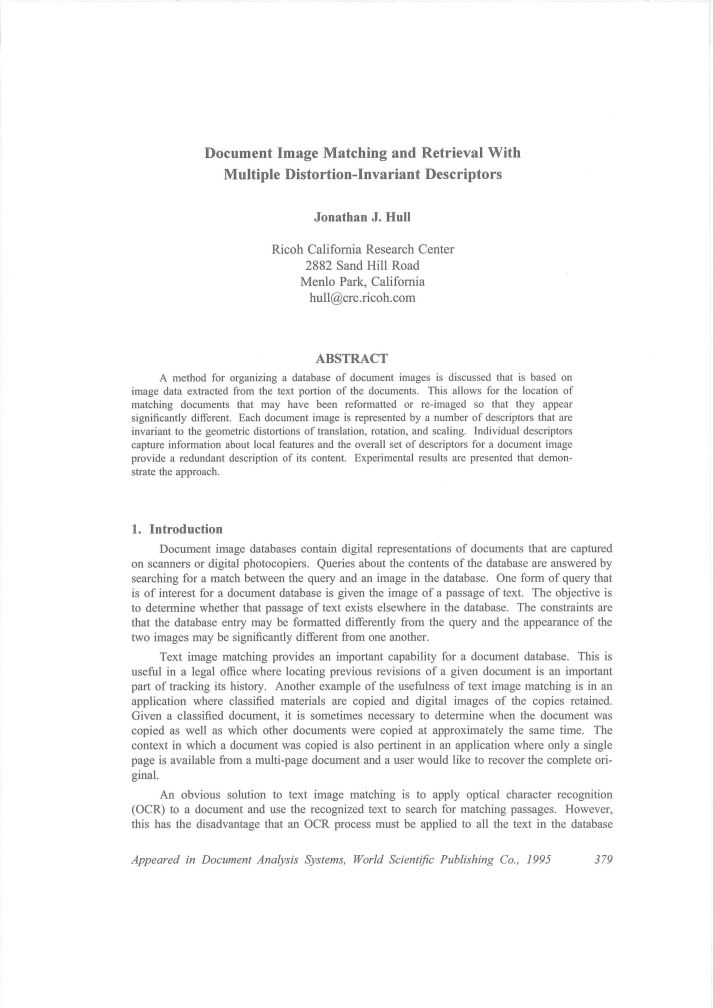 Document Image Matching and Retrieval With
Multiple Distortion-Invariant Descriptors
Jonathan J. Hull
Ricoh California Research Center
2882 Sand Hill Road
Menlo Park, California
hull@crc.ricoh.com
ABSTRACT
A method for organizing a database of document images is discussed that is based on
image data extracted from the text portion of the documents. This allows for the location of
matching documents that may have been reformatted or re-imaged so that they appear
significantly different. Each document image is represented by a number of descriptors that are
invariant to the geometric distortions of translation, rotation, and scaling. Individual descriptors
capture information about local features and the overall set of descriptors for a document image
provide a redundant description of its content. Experimental results are presented that demon-
strate the approach.
1. Introduction
Document image databases contain digital representations of documents that are captured
on scanners or digital photocopiers. Queries about the contents of the database are answered by
searching for a match between the query and an image in the database. One form of query that
is of interest for a document database is given the image of a passage of text. The objective is
to determine whether that passage of text exists elsewhere in the database. The constraints are
that the database entry may be formatted differently from the query and the appearance of the
two images may be significantly different from one another.
Text image matching provides an important capability for a document database. This is
useful in a legal office where locating previous revisions of a given document is an important
part of tracking its history. Another example of the usefulness of text image matching is in an
application where classified materials are copied and digital images of the copies retained.
Given a classified document, it is sometimes necessary to determine when the document was
copied as well as which other documents were copied at approximately the same time. The
context in which a document was copied is also pertinent in an application where only a single
page is available from a multi-page document and a user would like to recover the complete ori-
ginal.
An obvious solution to text image matching is to apply optical character recognition
(OCR) to a document and use the recognized text to search for matching passages. However,
this has the disadvantage that an OCR process must be applied to all the text in the database
Appeared in Document Analysis Systems, World Scientific Publishing Co., 1995 379